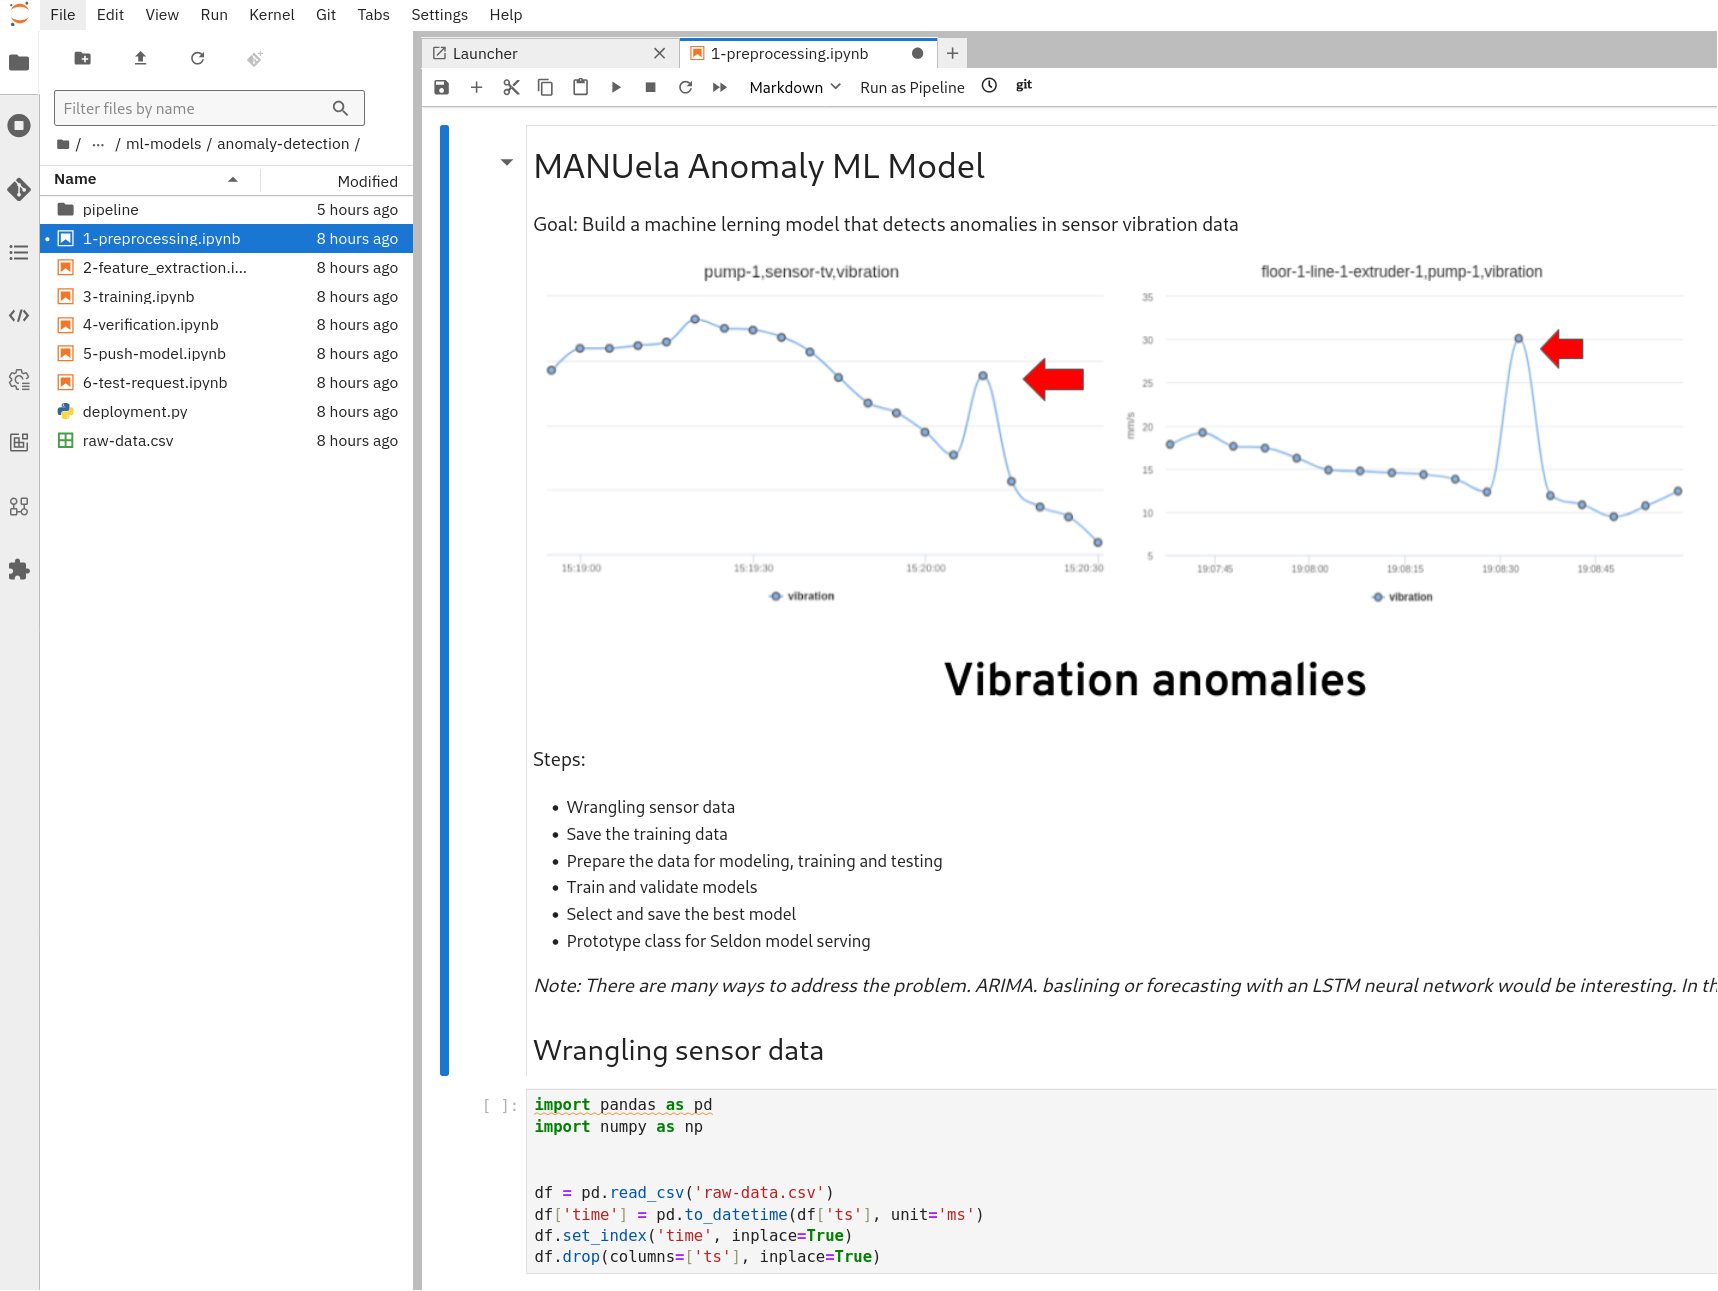 File Edit View Run Kernel Git Tabs Settings Help
Launcher
1-preprocessing.ipynb
Filter files by name
Markdown Run as Pipeline git
/ ... / ml-models / anomaly-detection /
Name Modified
pipeline 5 hours ago
1-preprocessing.ipynb 8 hours ago
2-feature_extraction.i... 8 hours ago
3-training.ipynb 8 hours ago
4-verification.ipynb 8 hours ago
5-push-model.ipynb 8 hours ago
6-test-request.ipynb 8 hours ago
deployment.py 8 hours ago
raw-data.csv 8 hours ago
MANUela Anomaly ML Model
Goal: Build a machine lerning model that detects anomalies in sensor vibration data
pump-1,sensor-tv,vibration
15:19:00 15:19:30 15:20:00 15:20:30
vibration
floor-1-line-1-extruder-1,pump-1,vibration
35
30
25
20
15
10
5
mm/s
19:07:45 19:08:00 19:08:15 19:08:30 19:08:45
vibration
Vibration anomalies
Steps:
• Wrangling sensor data
• Save the training data
• Prepare the data for modeling, training and testing
• Train and validate models
• Select and save the best model
• Prototype class for Seldon model serving
Note: There are many ways to address the problem. ARIMA. baslining or forecasting with an LSTM neural network would be interesting. In th
Wrangling sensor data
[ ]:
import pandas as pd
import numpy as np
df = pd.read_csv('raw-data.csv')
df['time'] = pd.to_datetime(df['ts'], unit='ms')
df.set_index('time', inplace=True)
df.drop(columns=['ts'], inplace=True)